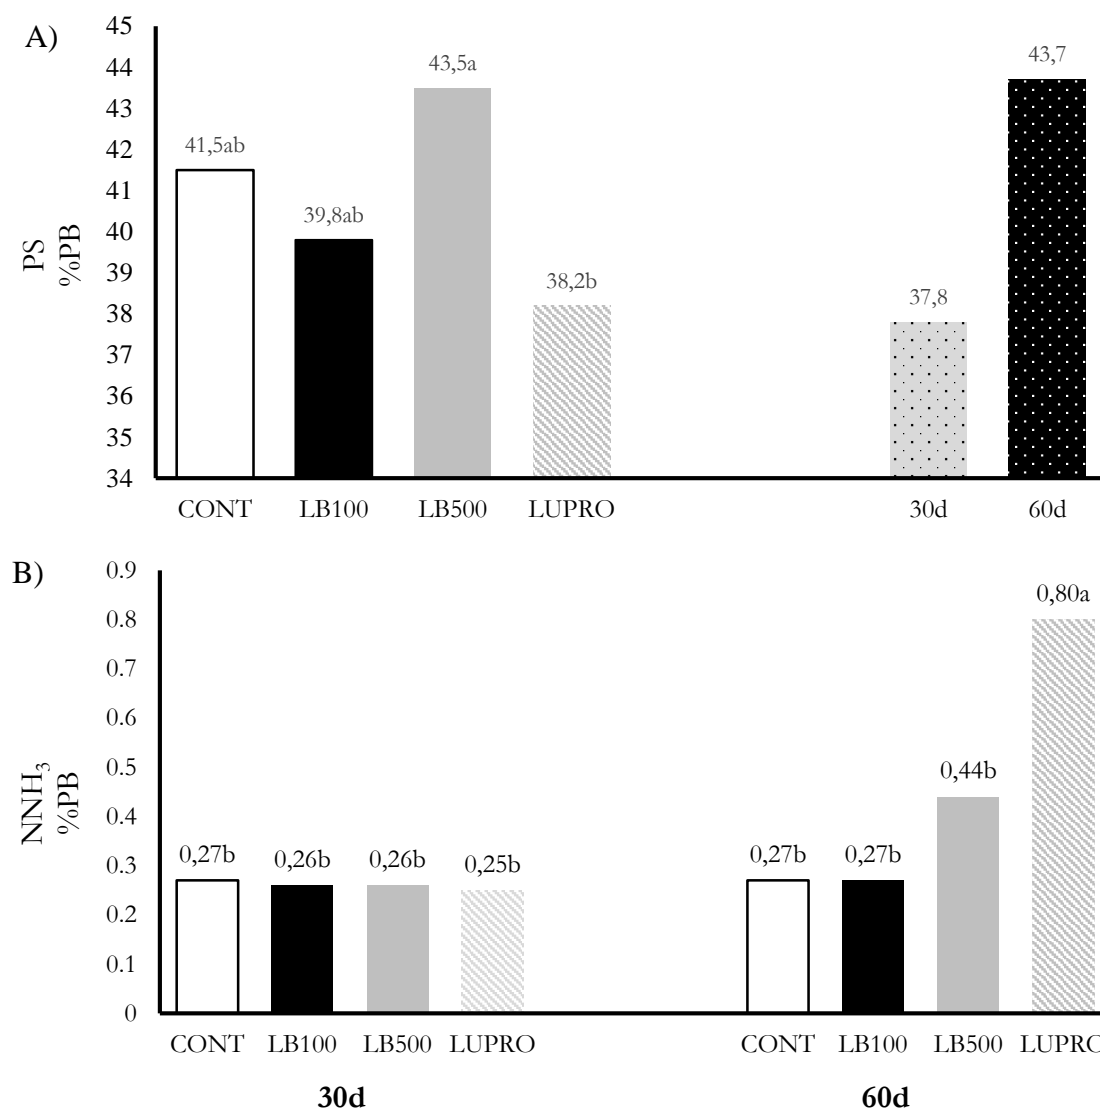 A)
45
44
43
42
41
40
39
38
37
36
35
34
PS
%PB
41,5ab
39,8ab
43,5a
38,2b
37,8
43,7
CONT LB100 LB500 LUPRO 30d 60d
B)
0.9
0.8
0.7
0.6
0.5
0.4
0.3
0.2
0.1
0
NNH₃
%PB
0,27b 0,26b 0,26b 0,25b 0,27b 0,27b 0,44b 0,80a
CONT LB100 LB500 LUPRO CONT LB100 LB500 LUPRO
30d 60d